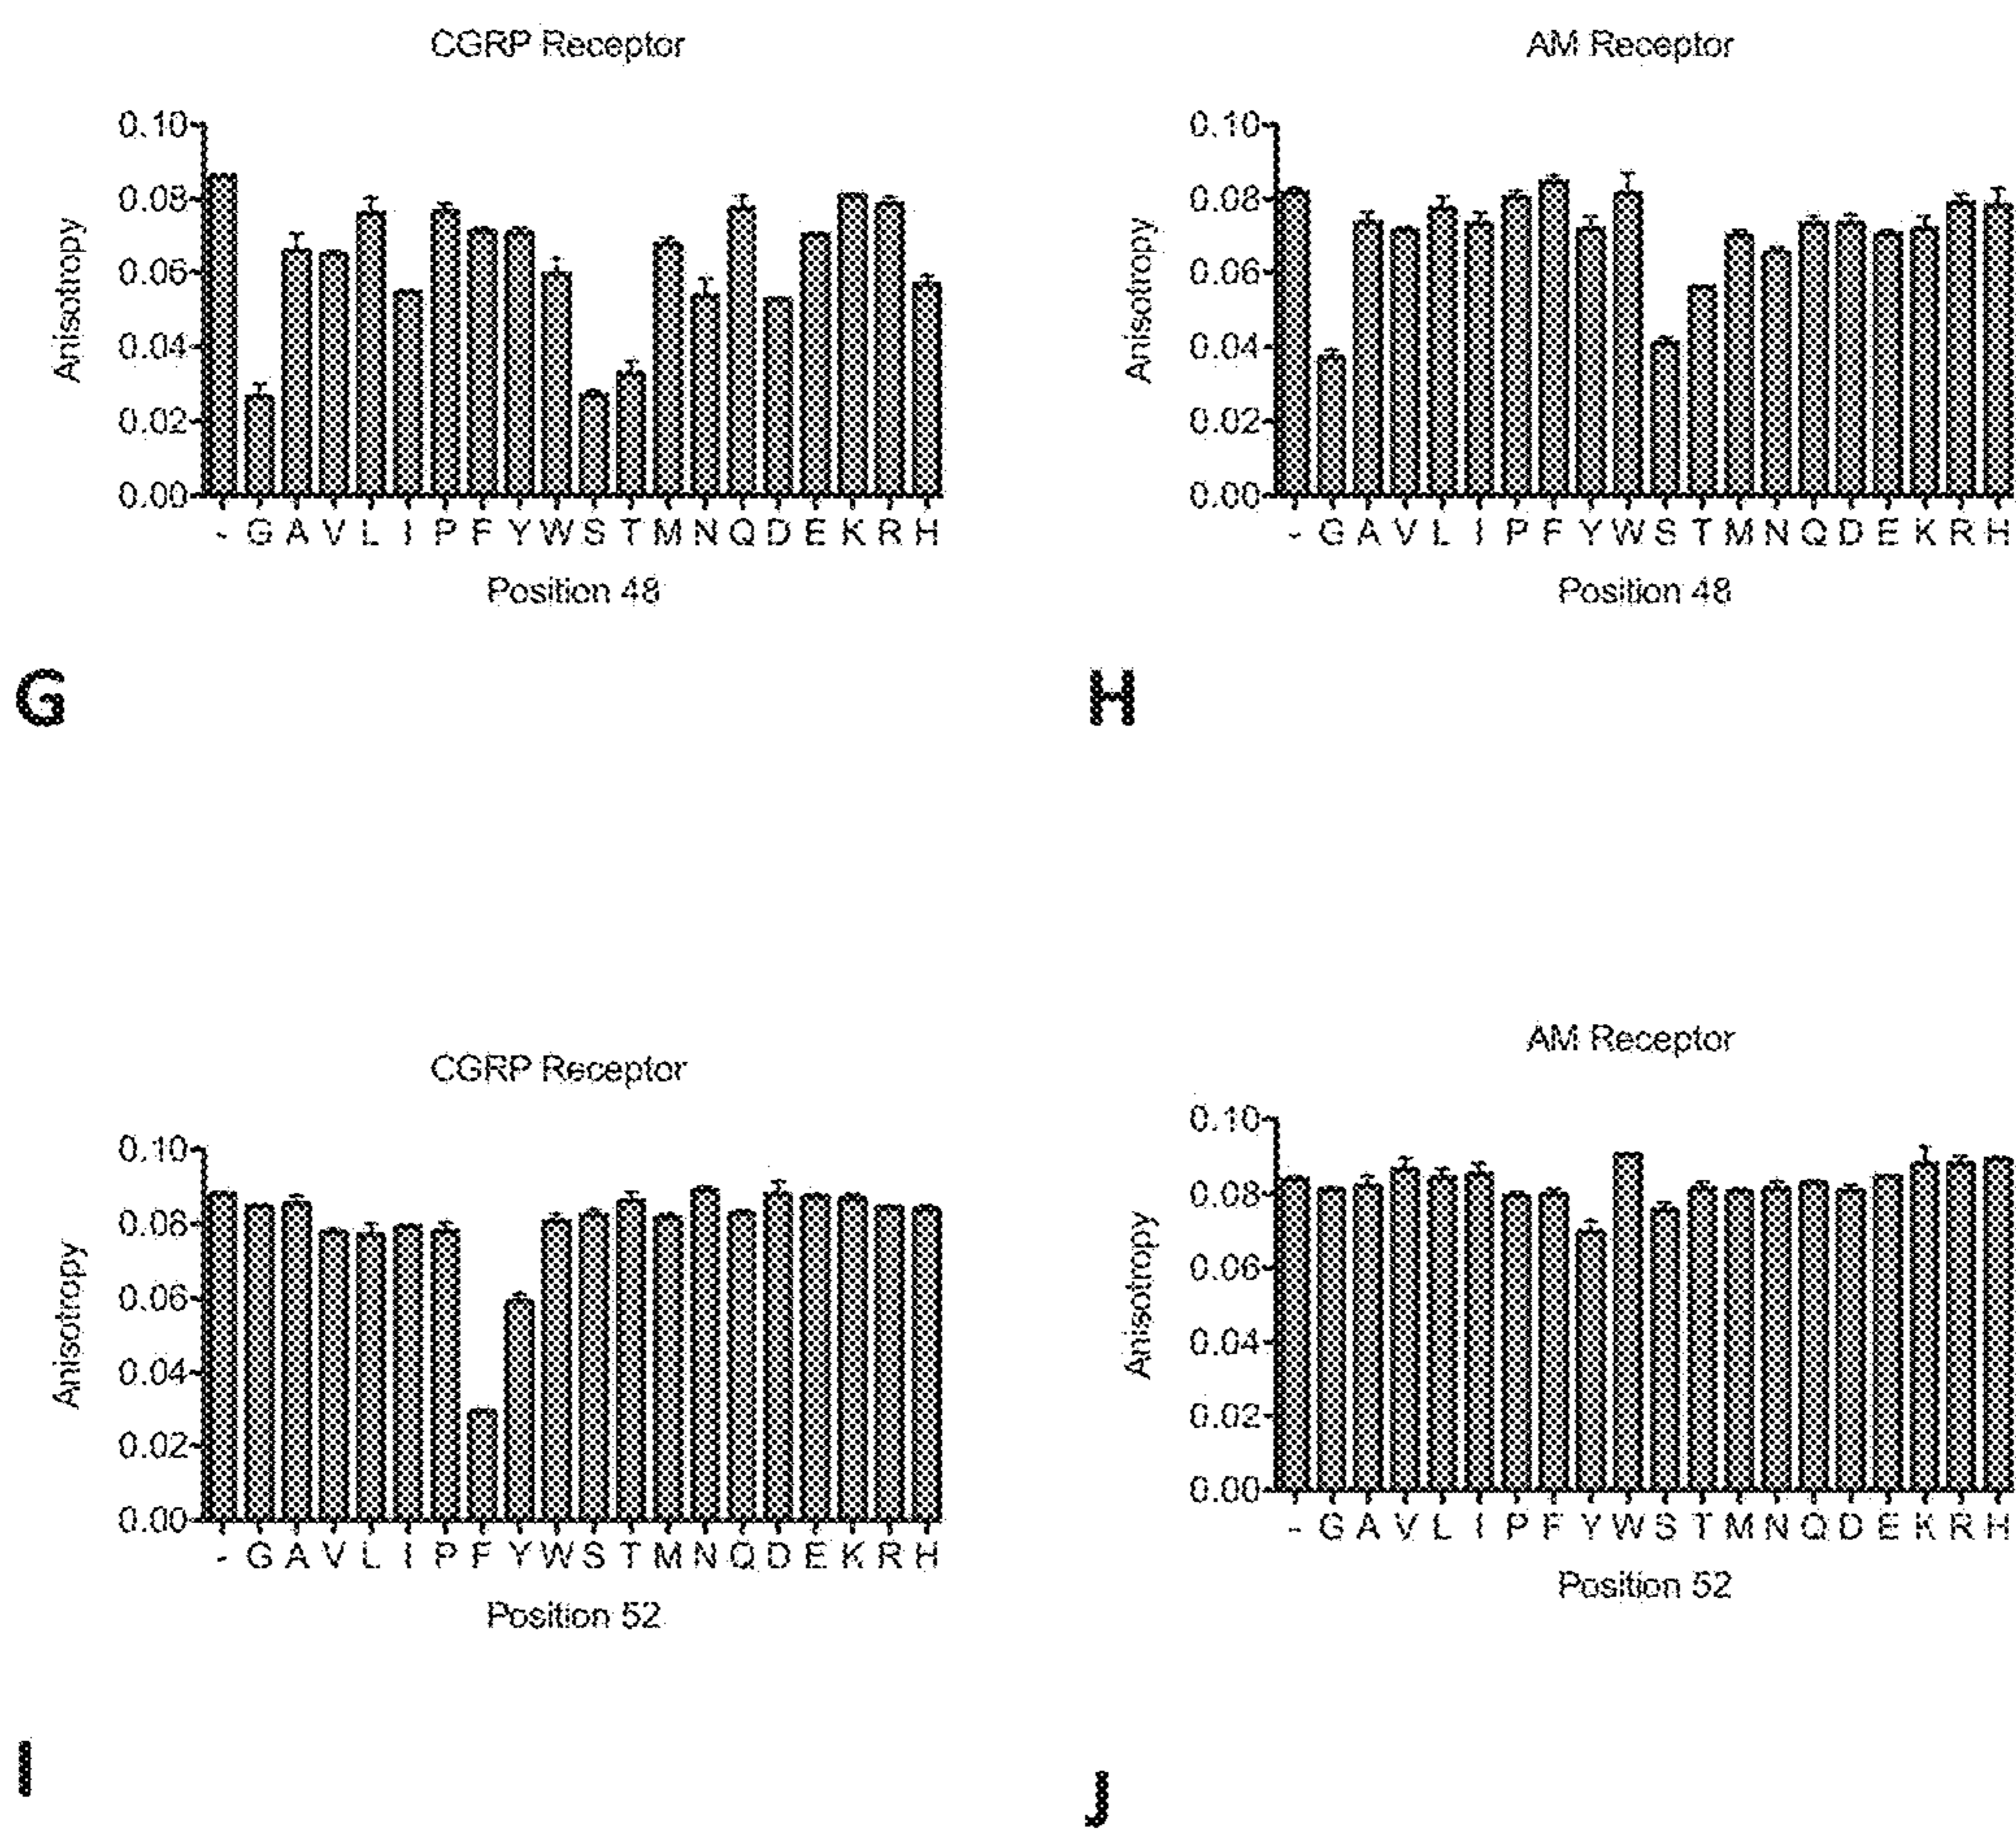 CGRP Receptor
Anisotropy
0.10
0.08
0.06
0.04
0.02
0.00
- G A V L I P F Y W S T M N Q D E K R H
Position 48
G
AM Receptor
Anisotropy
0.10
0.08
0.06
0.04
0.02
0.00
- G A V L I P F Y W S T M N Q D E K R H
Position 48
H
CGRP Receptor
Anisotropy
0.10
0.08
0.06
0.04
0.02
0.00
- G A V L I P F Y W S T M N Q D E K R H
Position 52
I
AM Receptor
Anisotropy
0.10
0.08
0.06
0.04
0.02
0.00
- G A V L I P F Y W S T M N Q D E K R H
Position 52
J